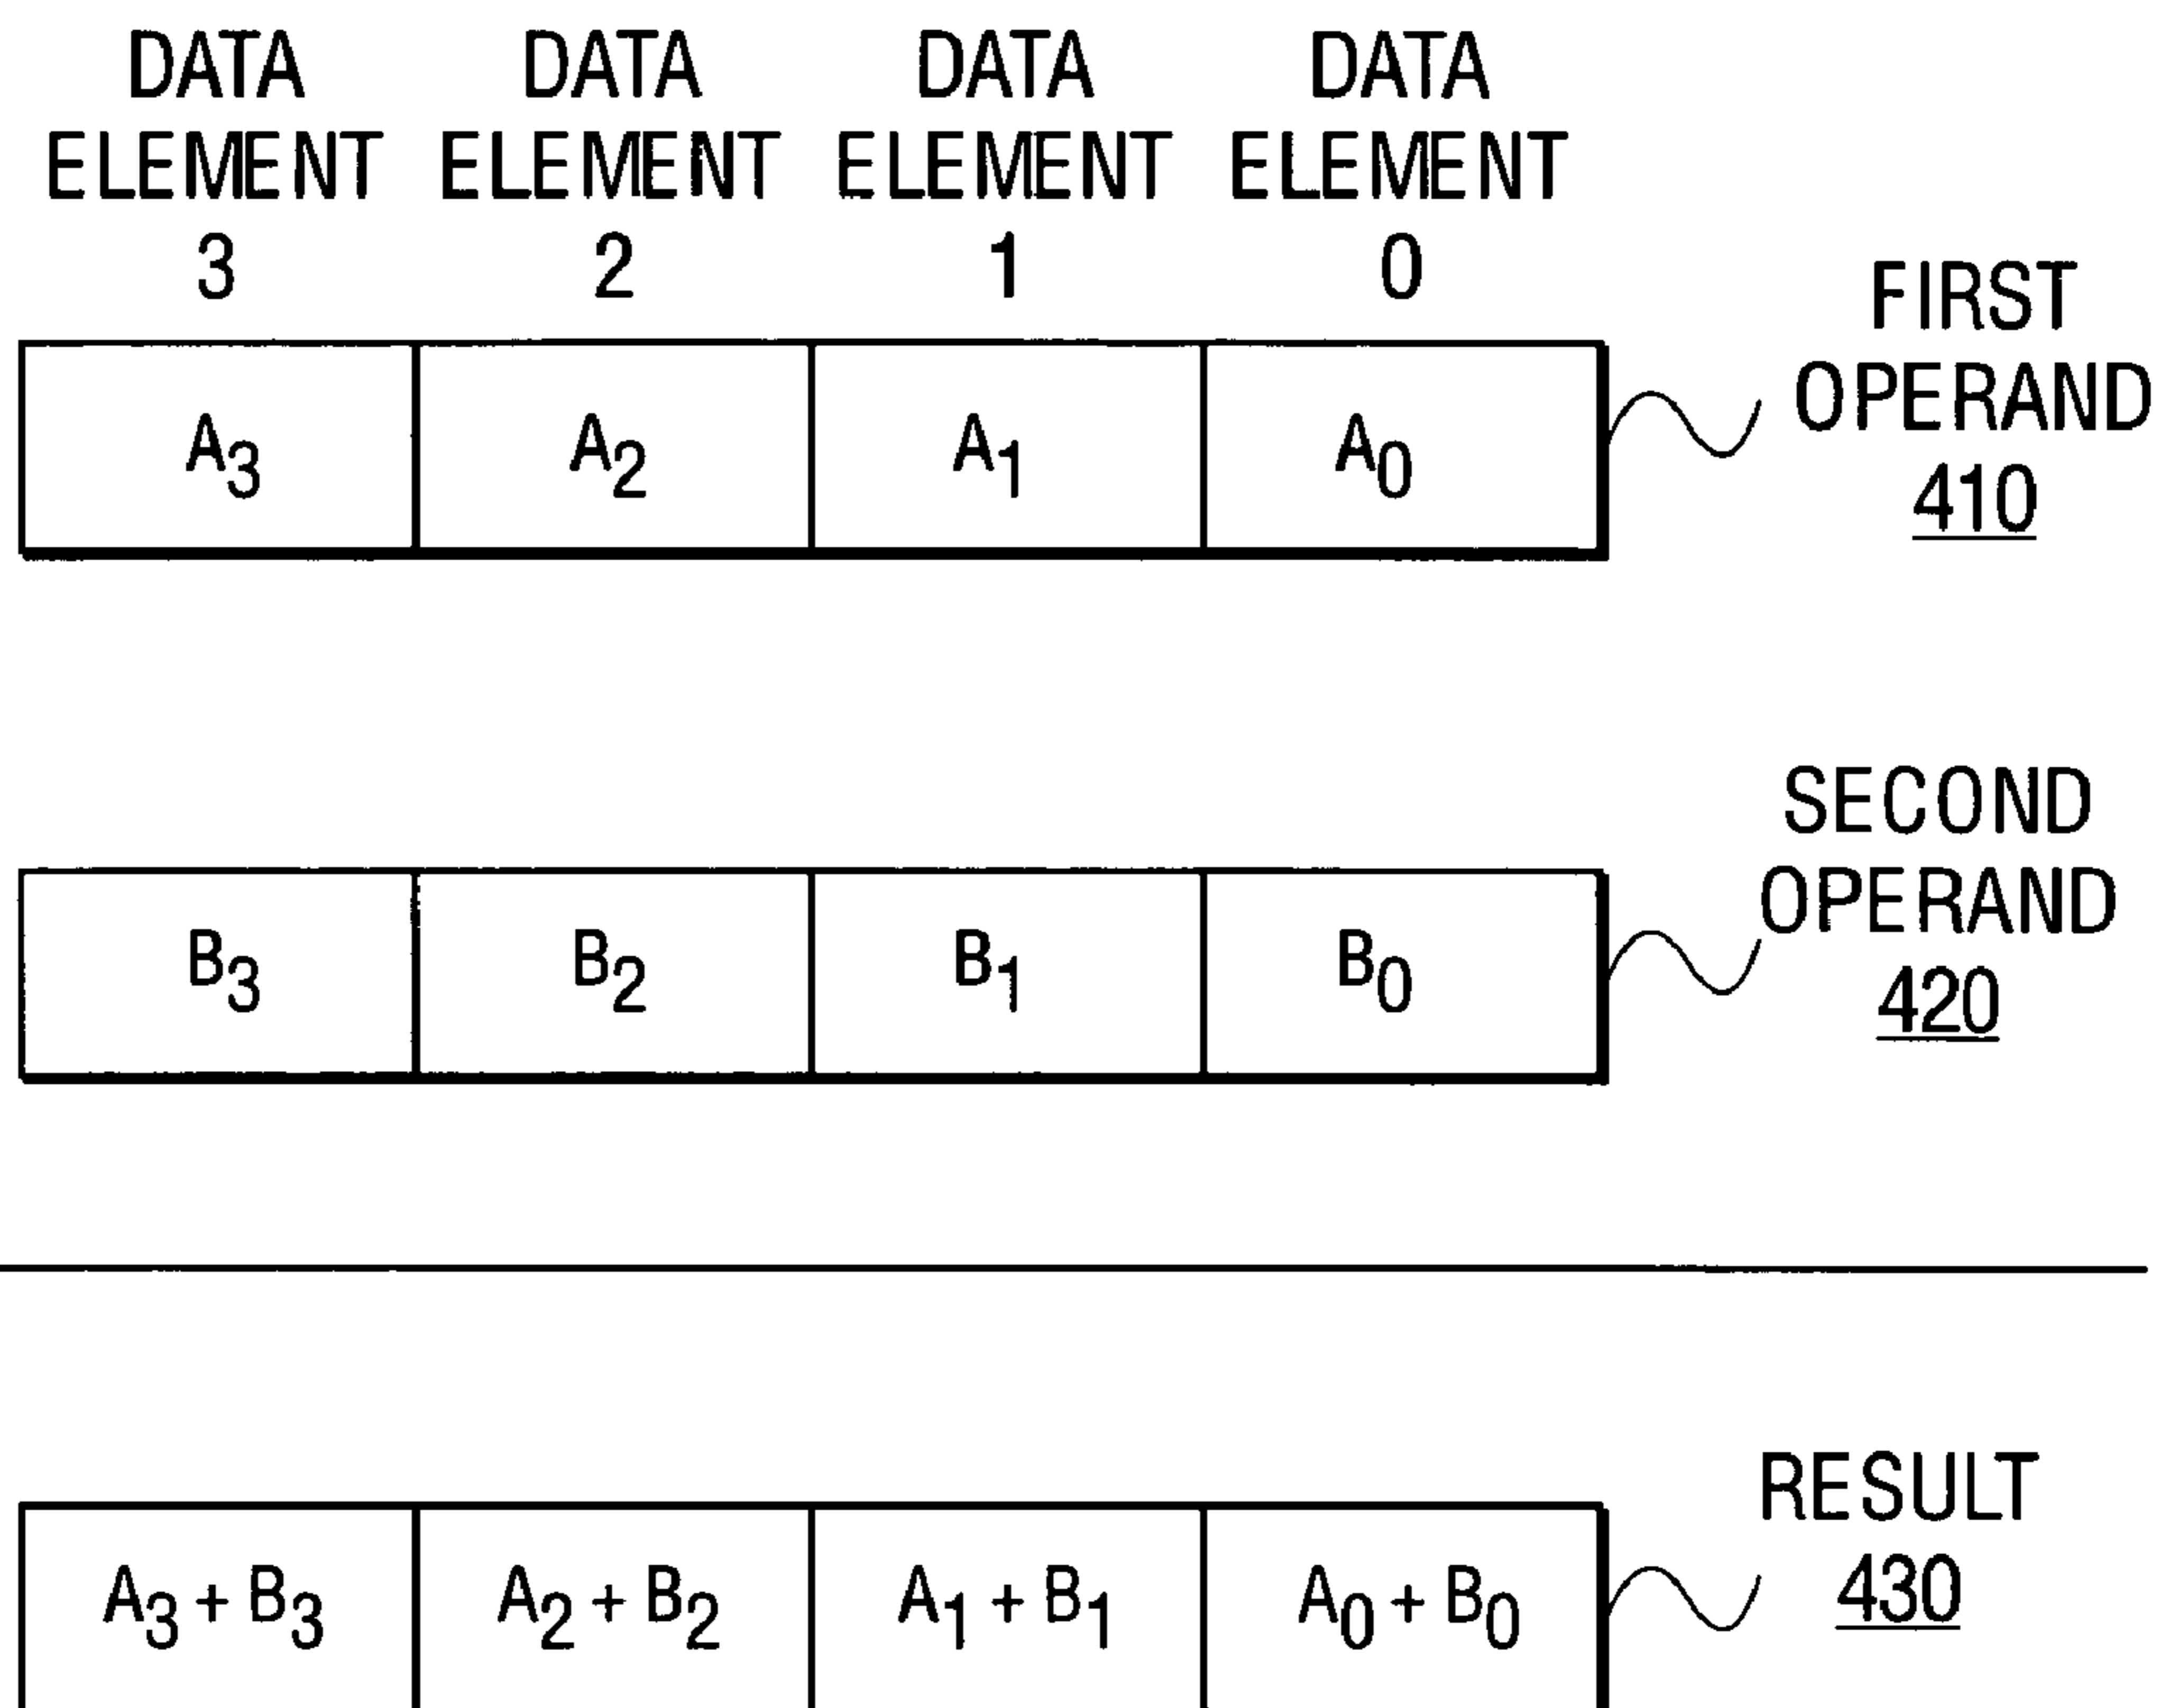 DATA DATA DATA DATA
ELEMENT ELEMENT ELEMENT ELEMENT
3 2 1 0
FIRST
OPERAND
410
A3 A2 A1 A0
SECOND
OPERAND
420
B3 B2 B1 B0
RESULT
430
A3 + B3 A2 + B2 A1 + B1 A0 + B0